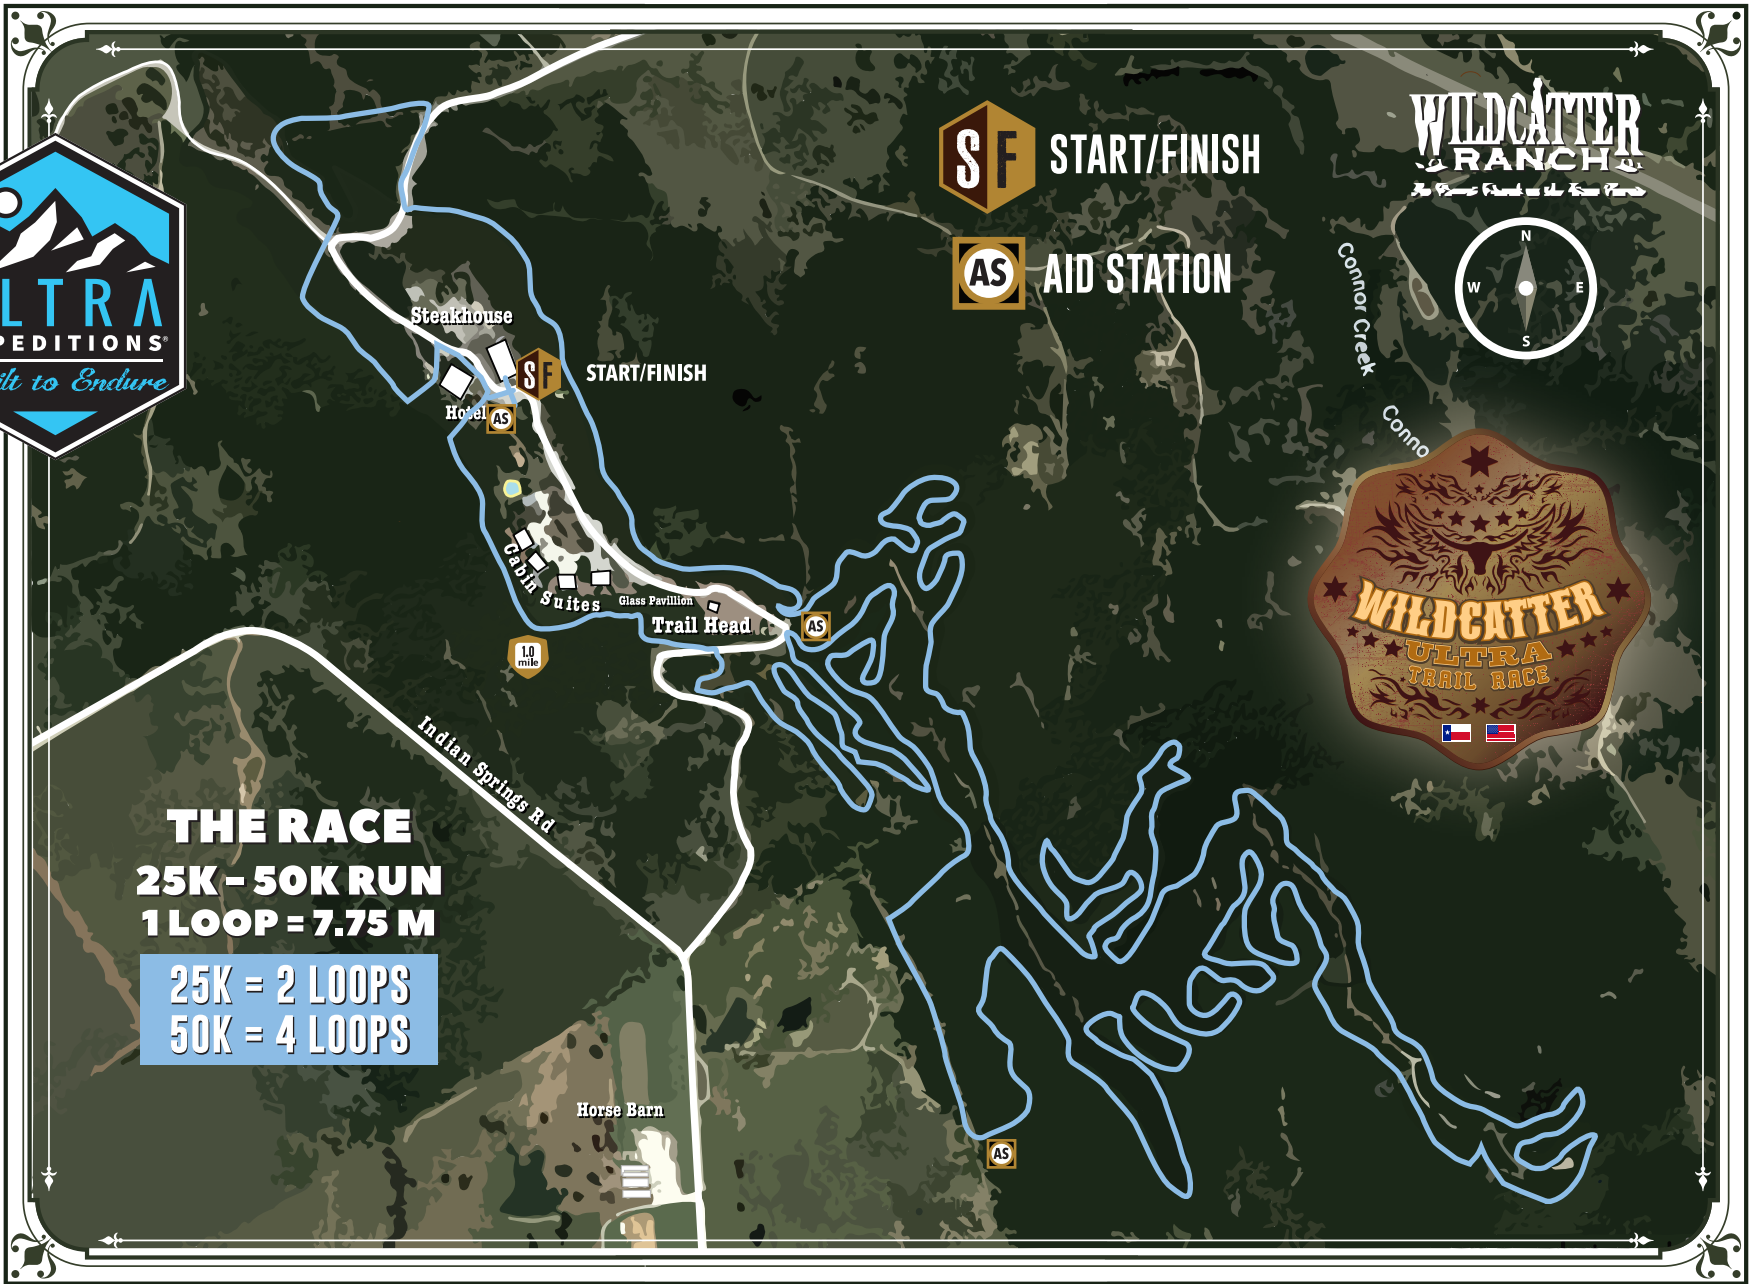 S F START/FINISH
AS AID STATION
WILDCATTER
RANCH
N
W E
S
Connor Creek
Conno
LTRA
PEDITIONS®
ilt to Endure
Steakhouse
S F START/FINISH
Hotel
AS
Cabin Suites
Glass Pavillion
Trail Head
AS
1.0
mile
Indian Springs Rd
WILDCATTER
ULTRA
TRAIL RACE
THE RACE
25K – 50K RUN
1 LOOP = 7.75 M
25K = 2 LOOPS
50K = 4 LOOPS
Horse Barn
AS